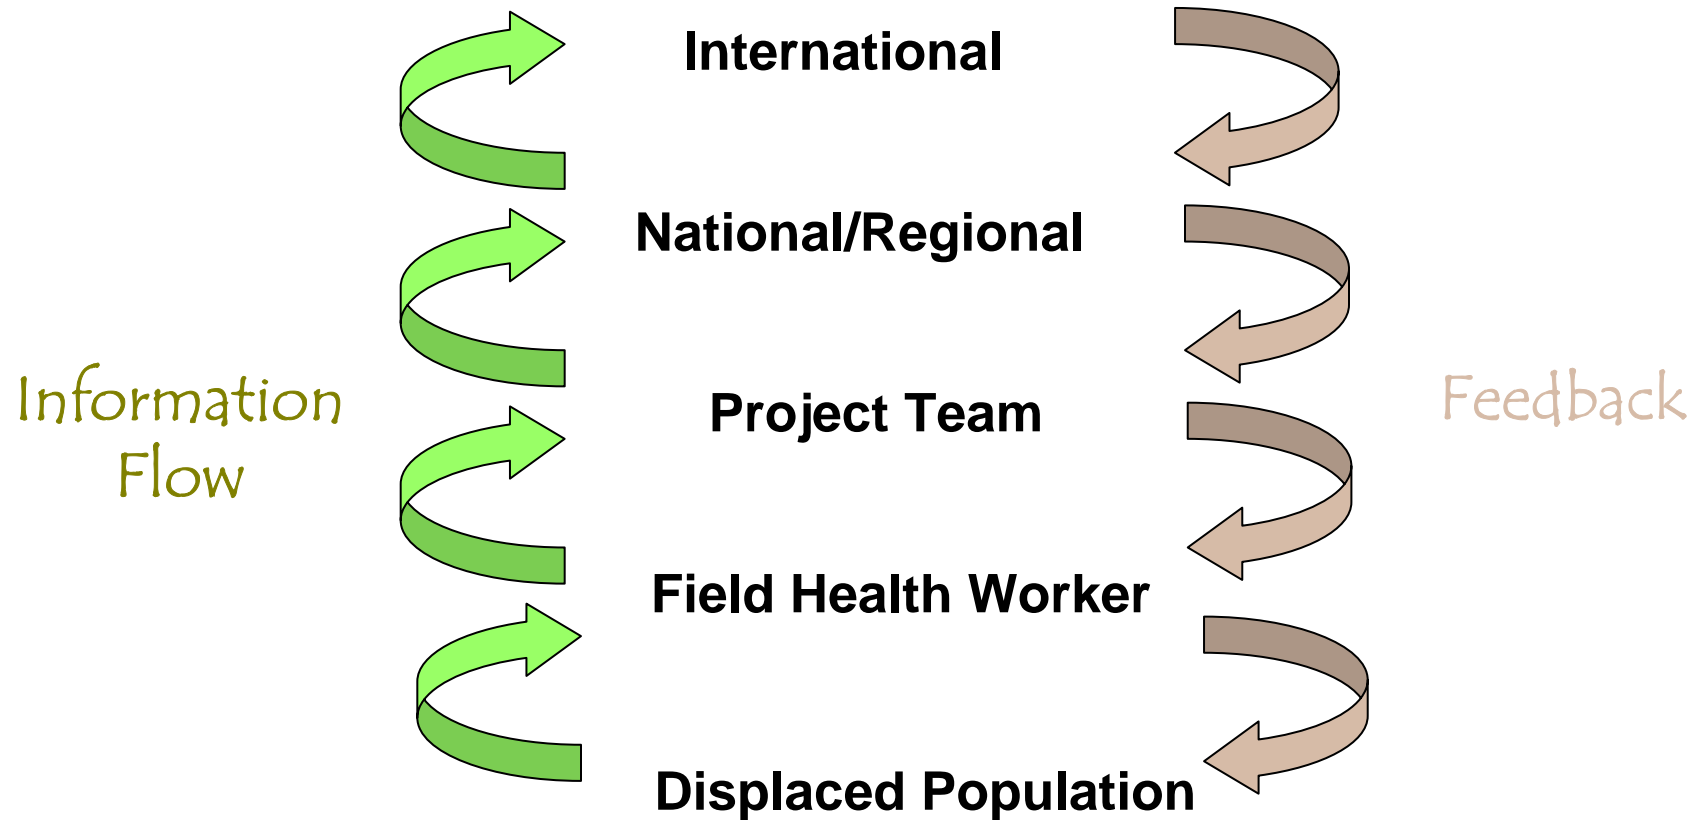 International
National/Regional
Information
Flow
Project Team
Feedback
Field Health Worker
Displaced Population